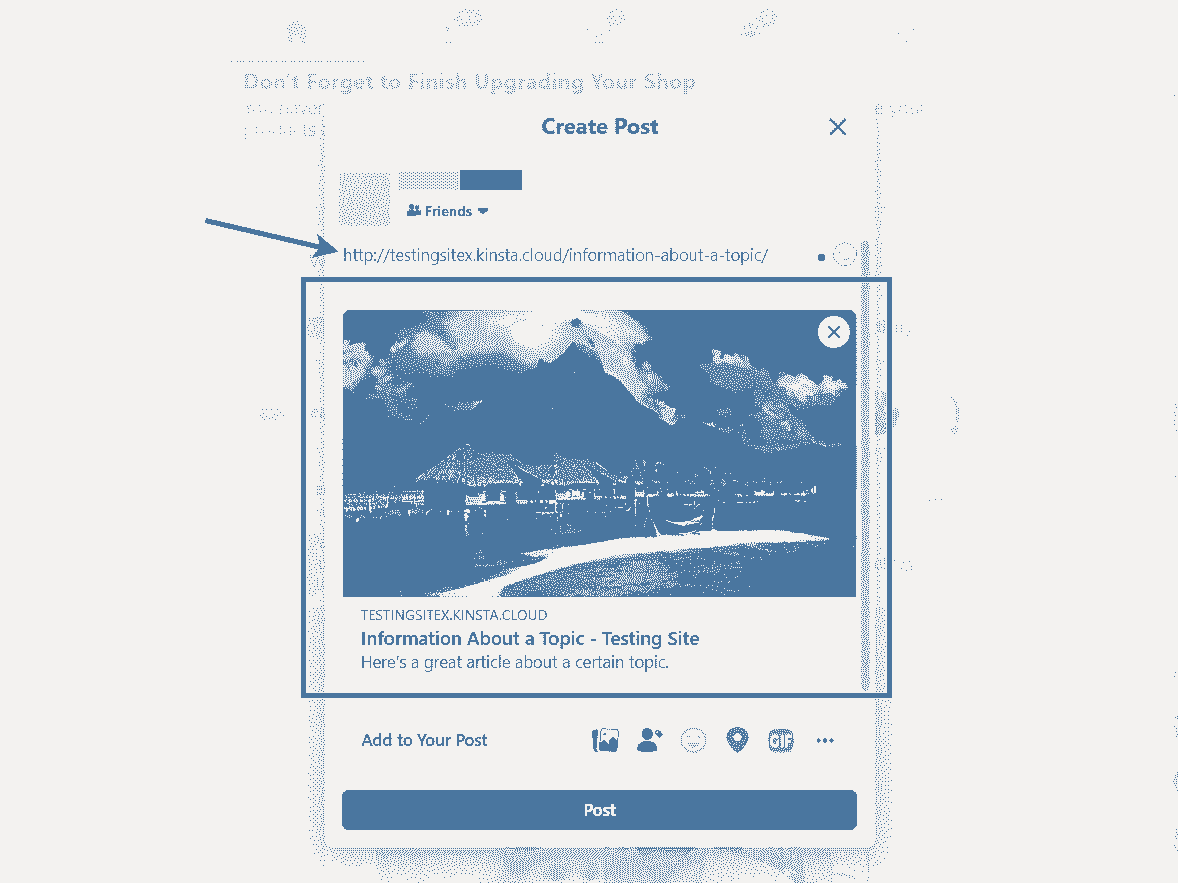 Don't Forget to Finish Upgrading Your Shop
Create Post
Friends
http://testingsitex.kinsta.cloud/information-about-a-topic/
TESTINGSITEX.KINSTA.CLOUD
Information About a Topic - Testing Site
Here's a great article about a certain topic.
Add to Your Post
GIF
Post